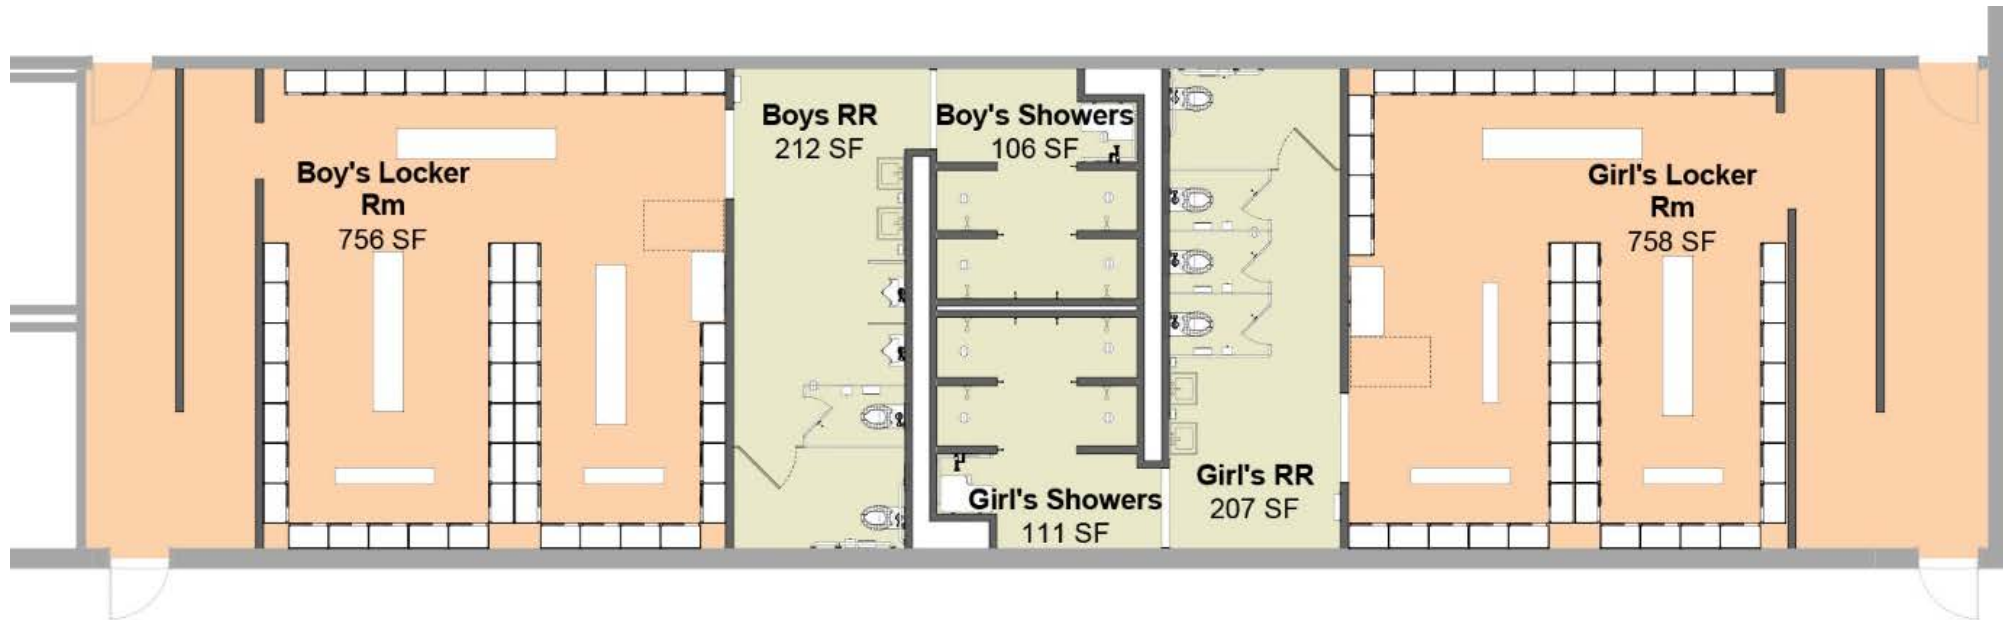 Boy's Locker
Rm
756 SF
Boys RR
212 SF
Boy's Showers
106 SF
Girl's Showers
111 SF
Girl's RR
207 SF
Girl's Locker
Rm
758 SF